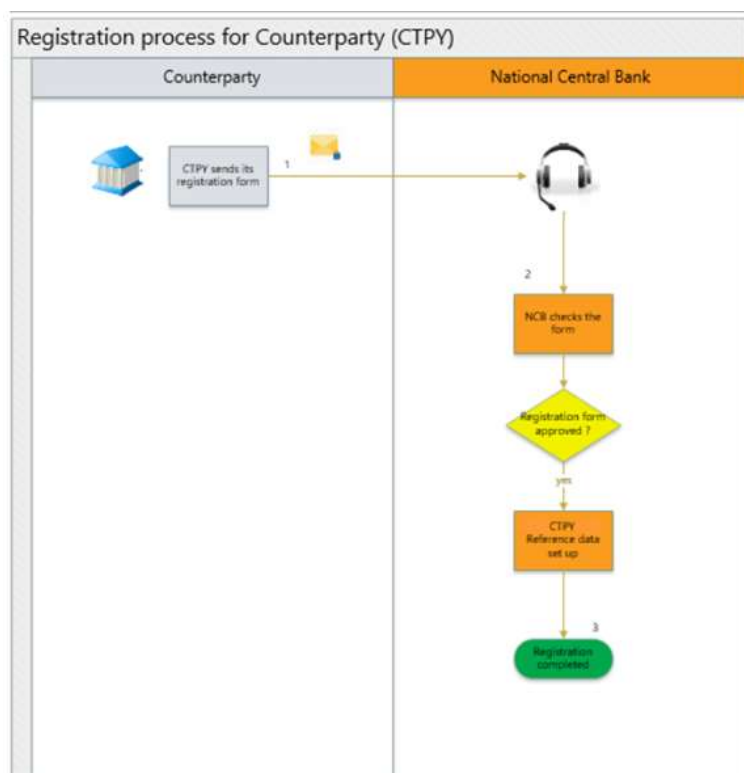 Registration process for Counterparty (CTPY)
Counterparty
National Central Bank
CTPY sends its
registration form
1
2
NCB checks the
form
Registration form
approved ?
yes
CTPY
Reference data
set up
3
Registration
completed